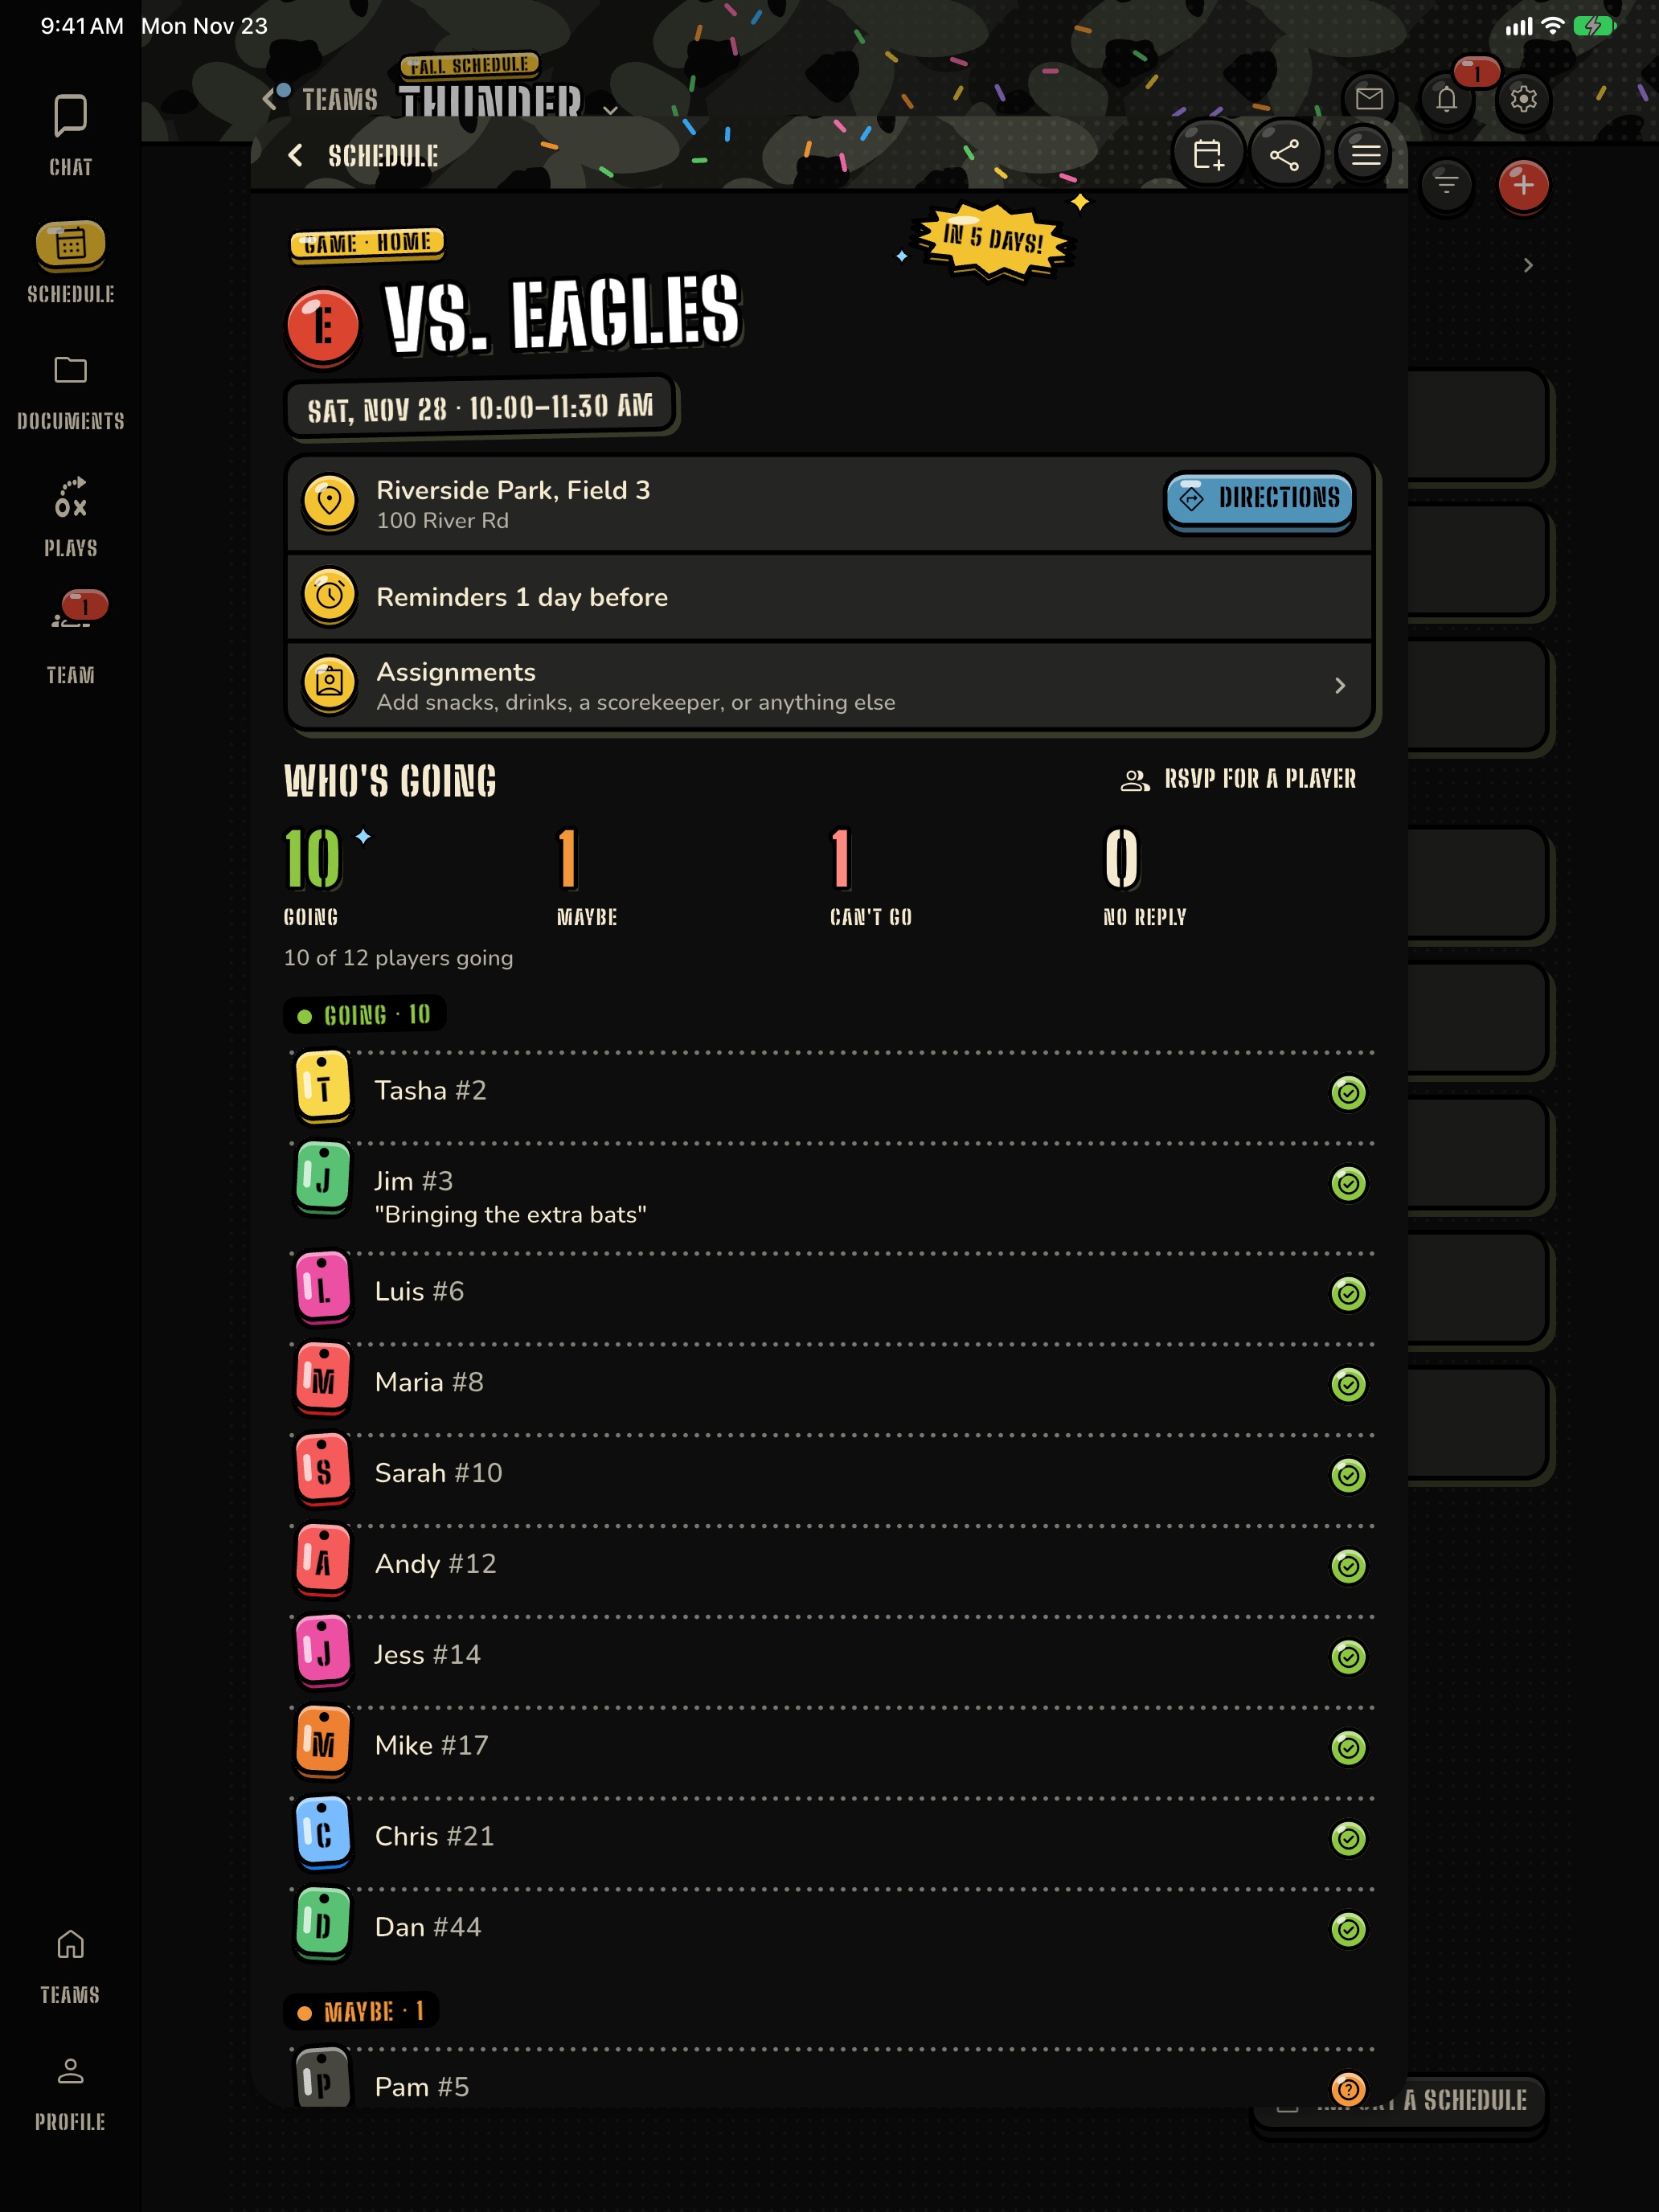 9:41 AM Mon Nov 23
FALL SCHEDULE
TEAMS THUNDER
1
SCHEDULE
CHAT
SCHEDULE
DOCUMENTS
PLAYS
1
TEAM
TEAMS
PROFILE
GAME · HOME
IN 5 DAYS!
E VS. EAGLES
SAT, NOV 28 · 10:00–11:30 AM
Riverside Park, Field 3
100 River Rd
DIRECTIONS
Reminders 1 day before
Assignments
Add snacks, drinks, a scorekeeper, or anything else
WHO'S GOING
RSVP FOR A PLAYER
10 1 1 0
GOING MAYBE CAN'T GO NO REPLY
10 of 12 players going
GOING · 10
T Tasha #2
J Jim #3
"Bringing the extra bats"
L Luis #6
M Maria #8
S Sarah #10
A Andy #12
J Jess #14
M Mike #17
C Chris #21
D Dan #44
MAYBE · 1
P Pam #5
A SCHEDULE